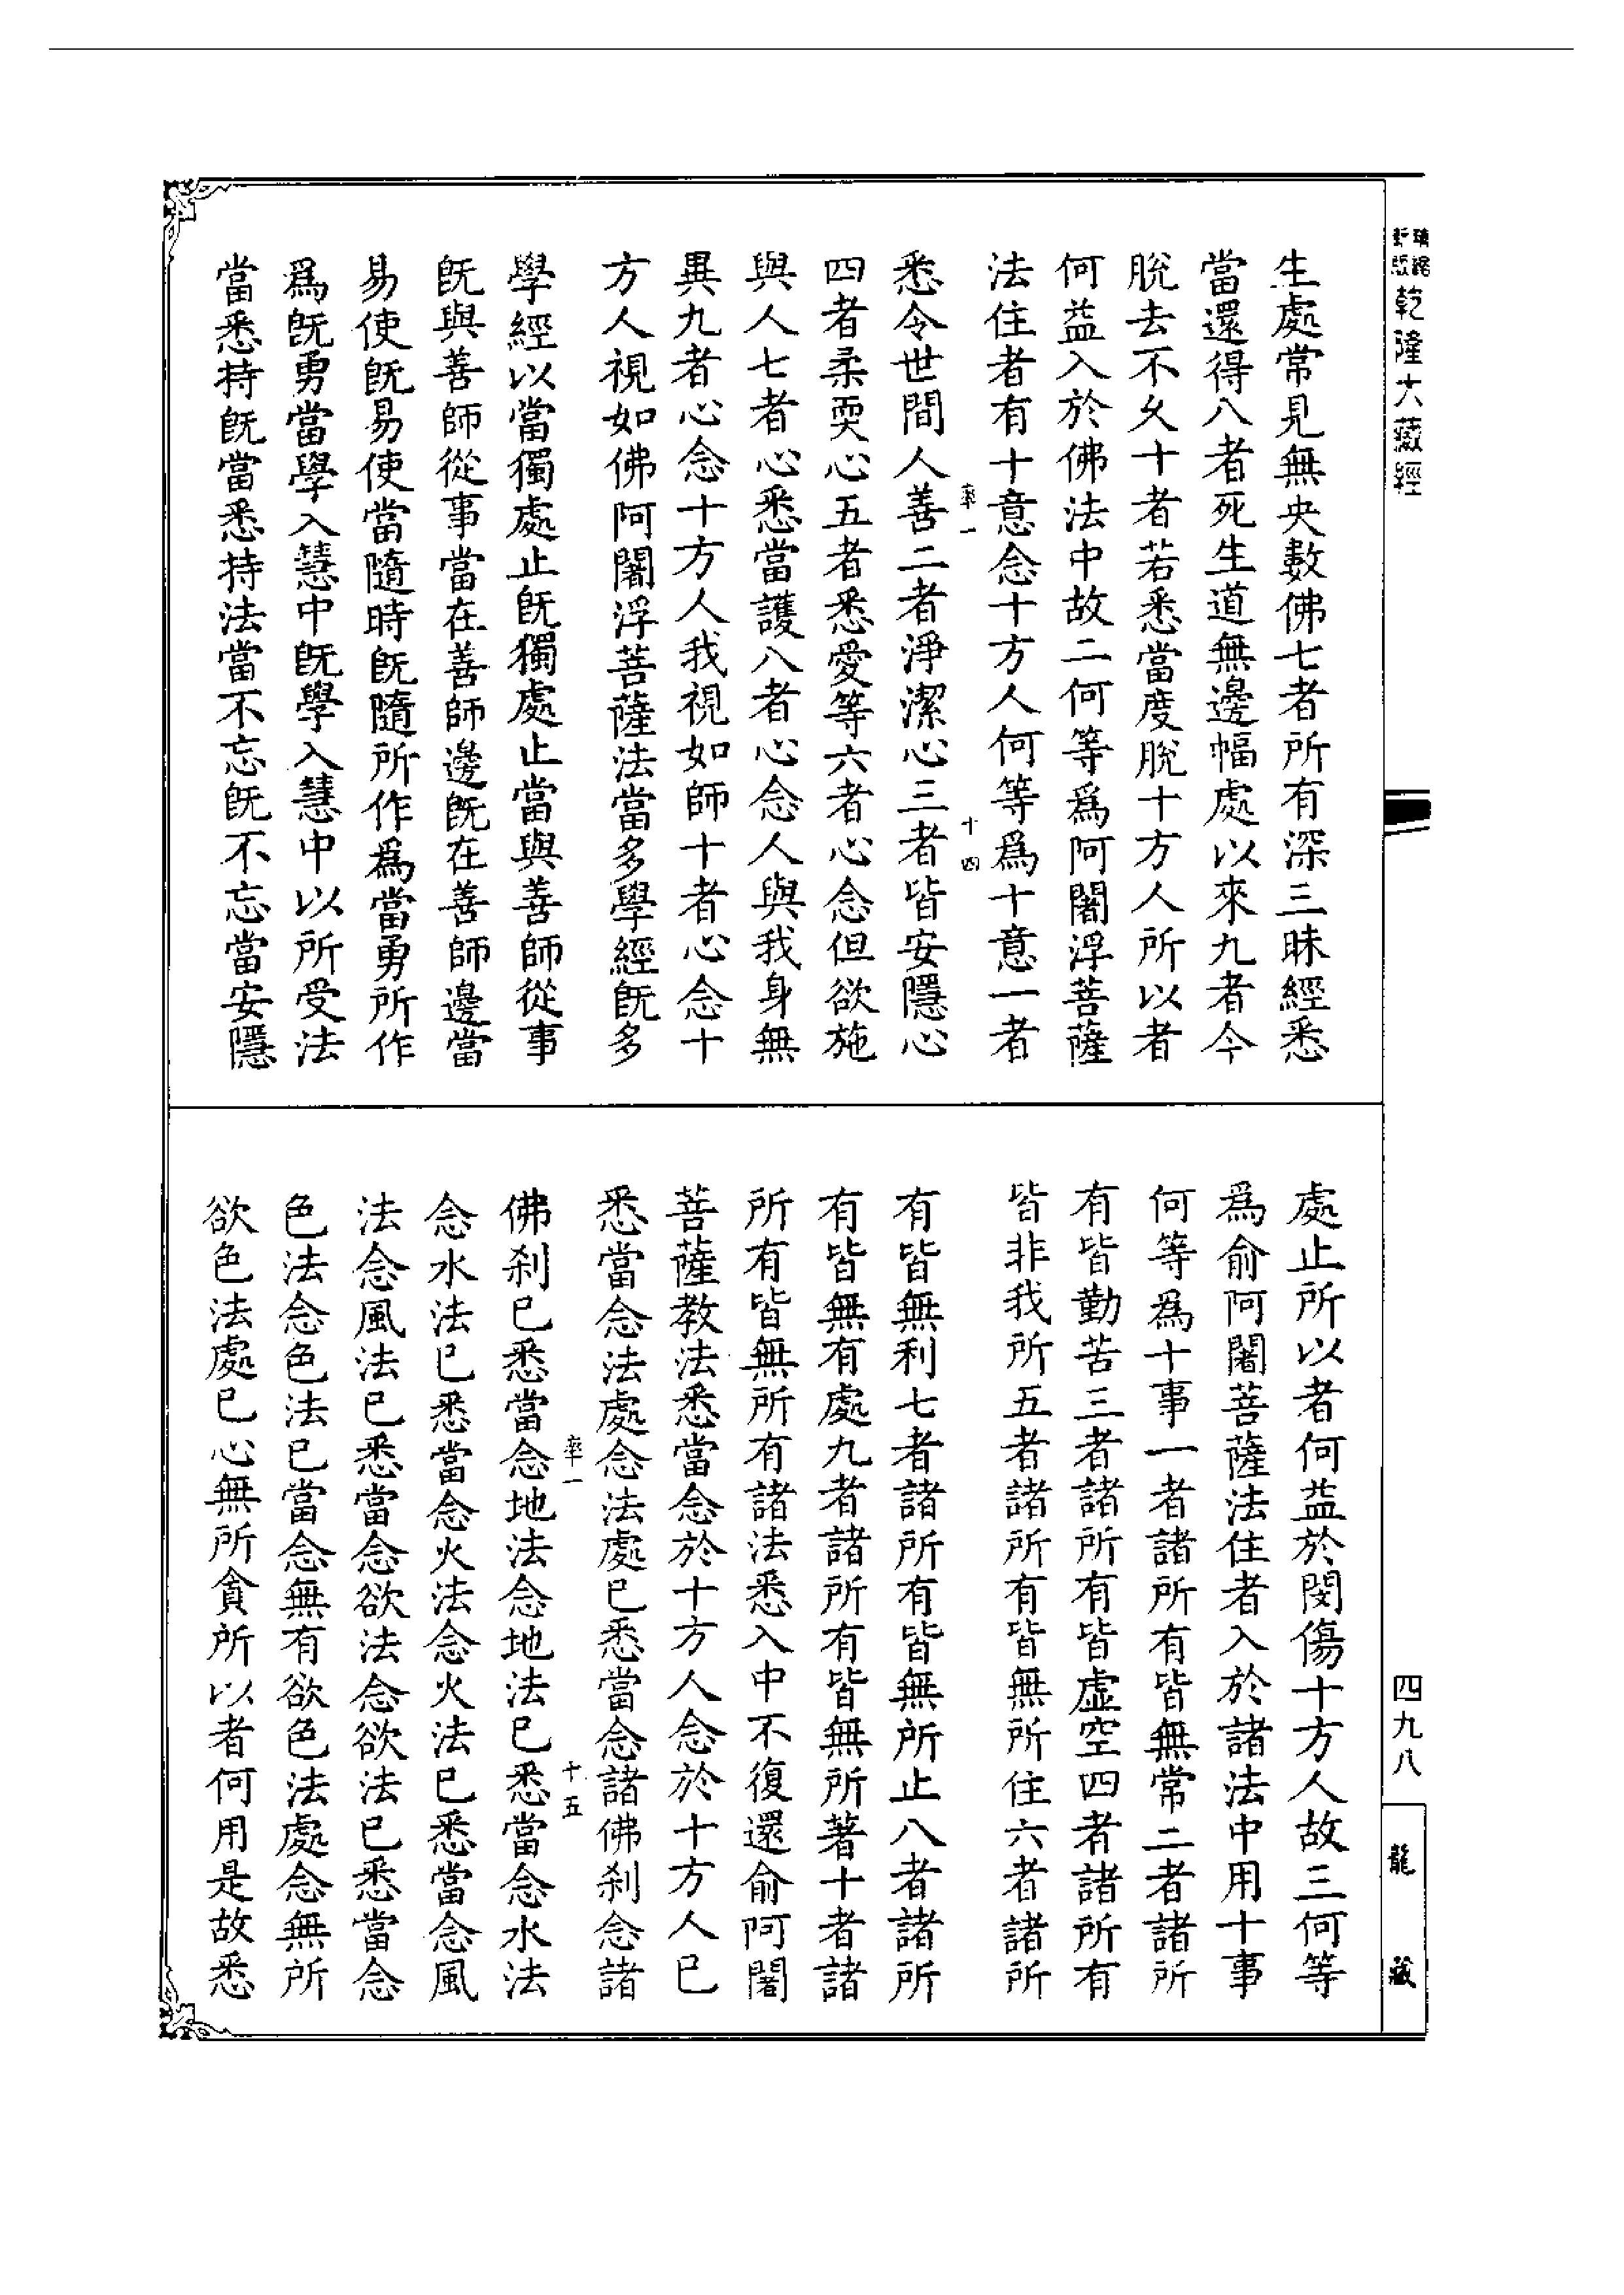 乾隆大藏經
生處常見無央數佛七者所有深三昧經悉
當還得八者死生道無邊幅處以來九者今
脫去不久十者若悉當度脫十方人所以者
何益入於佛法中故二何等爲阿闍浮菩薩
法住者有十意念十方人何等爲十意一者
率一
十四
悉令世間人善二者淨潔心三者皆安隱心
四者柔耎心五者悉愛等六者心念但欲施
與人七者心悉當護八者心念人與我身無
異九者心念十方人我視如師十者心念十
方人視如佛阿闍浮菩薩法當多學經旣多
學經以當獨處止旣獨處止當與善師從事
旣與善師從事當在善師邊旣在善師邊當
易使旣易使當隨時旣隨所作爲當勇所作
爲旣勇當學入慧中旣學入慧中以所受法
當悉持旣當悉持法當不忘旣不忘當安隱
處止所以者何益於閔傷十方人故三何等
爲俞阿闍菩薩法住者入於諸法中用十事
何等爲十事一者諸所有皆無常二者諸所
有皆勤苦三者諸所有皆虛空四者諸所有
皆非我所五者諸所有皆無所住六者諸所
有皆無利七者諸所有皆無所止八者諸所
有皆無有處九者諸所有皆無所著十者諸
所有皆無所有諸法悉入中不復還俞阿闍
菩薩教法悉當念於十方人念於十方人已
悉當念法處念法處已悉當念諸佛刹念諸
率一
十五
佛刹已悉當念地法念地法已悉當念水法
念水法已悉當念火法念火法已悉當念風
法念風法已悉當念欲法念欲法已悉當念
色法念色法已當念無有欲色法處念無所
欲色法處已心無所貪所以者何用是故悉
四九八
龍藏